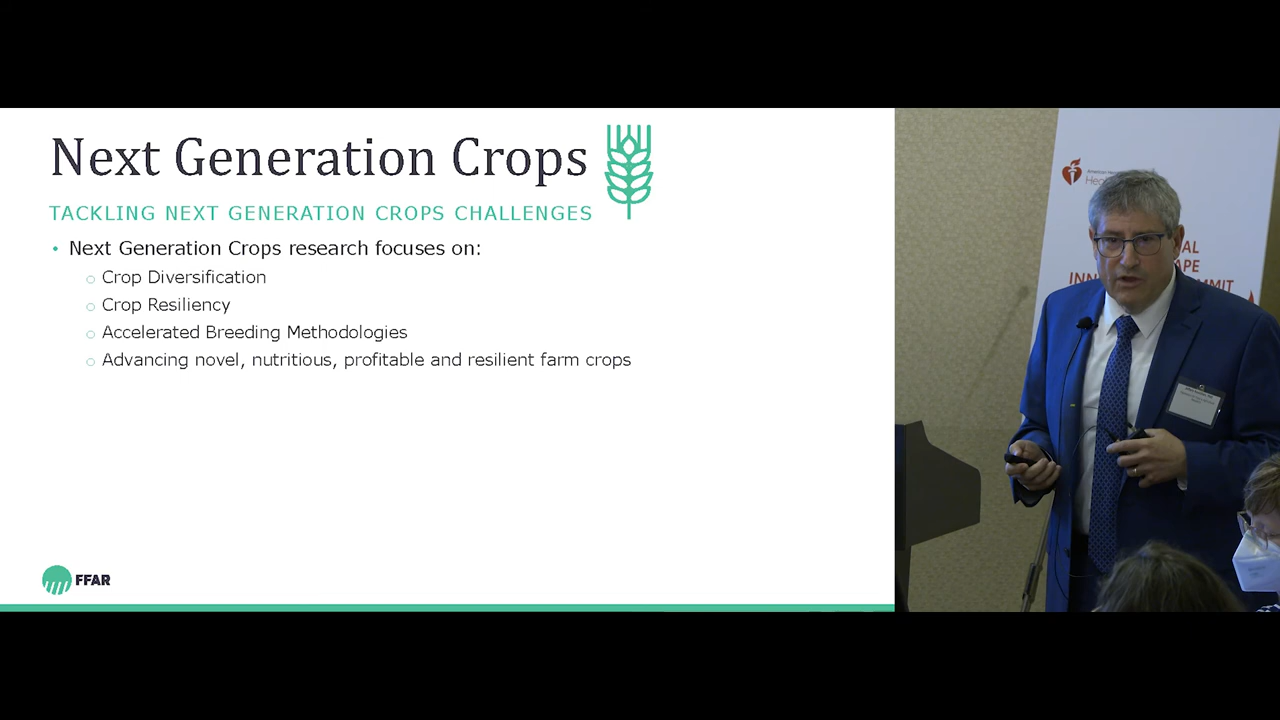 Next Generation Crops
TACKLING NEXT GENERATION CROPS CHALLENGES
• Next Generation Crops research focuses on:
○ Crop Diversification
○ Crop Resiliency
○ Accelerated Breeding Methodologies
○ Advancing novel, nutritious, profitable and resilient farm crops
FFAR
American